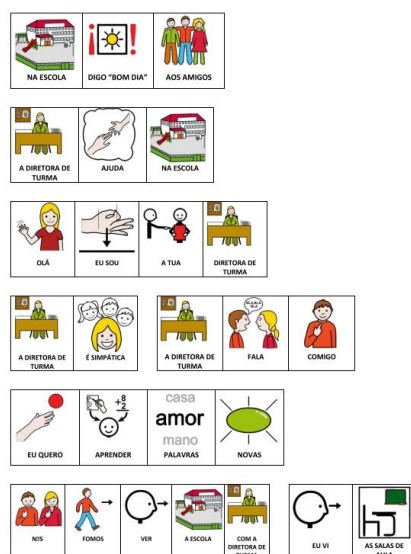 NA ESCOLA DIGO "BOM DIA" AOS AMIGOS
A DIRETORA DE TURMA AJUDA NA ESCOLA
OLÁ EU SOU A TUA DIRETORA DE TURMA
A DIRETORA DE TURMA É SIMPÁTICA A DIRETORA DE TURMA FALA COMIGO
casa
amor
mano
EU QUERO APRENDER PALAVRAS NOVAS
NÓS FOMOS VER A ESCOLA COM A DIRETORA DE TURMA EU VI AS SALAS DE AULA